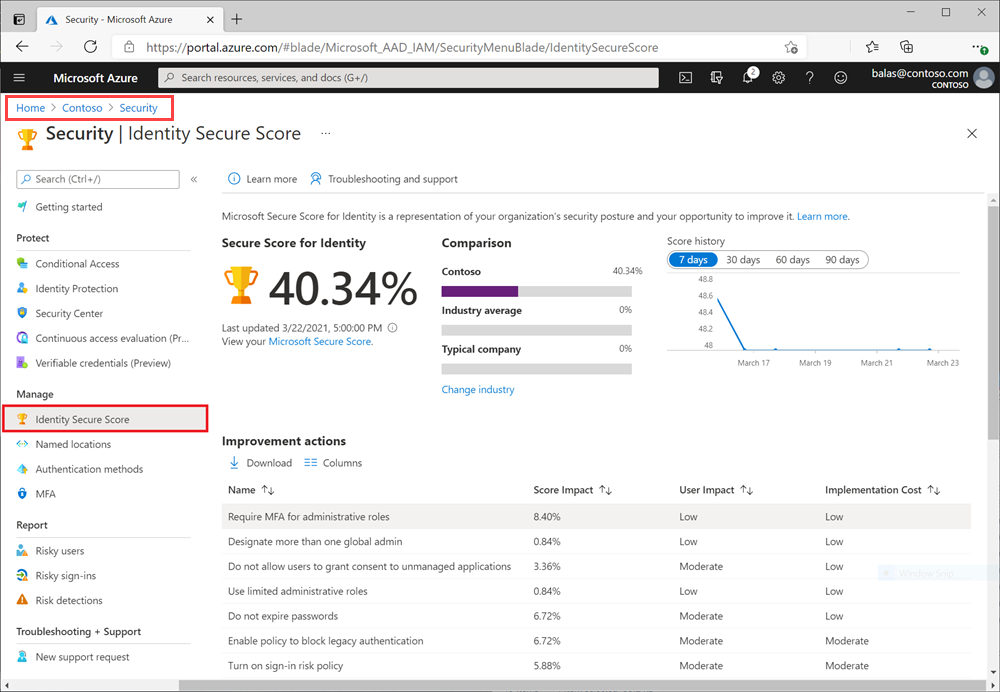 Security - Microsoft Azure
https://portal.azure.com/#blade/Microsoft_AAD_IAM/SecurityMenuBlade/IdentitySecureScore
Microsoft Azure
Search resources, services, and docs (G+/)
2
balas@contoso.com
CONTOSO
Home > Contoso > Security
Security | Identity Secure Score ...
Search (Ctrl+/)
«
Getting started
Protect
Conditional Access
Identity Protection
Security Center
Continuous access evaluation (Pr...
Verifiable credentials (Preview)
Manage
Identity Secure Score
Named locations
Authentication methods
MFA
Report
Risky users
Risky sign-ins
Risk detections
Troubleshooting + Support
New support request
Learn more Troubleshooting and support
Microsoft Secure Score for Identity is a representation of your organization's security posture and your opportunity to improve it. Learn more.
Secure Score for Identity
40.34%
Last updated 3/22/2021, 5:00:00 PM
View your Microsoft Secure Score.
Comparison
Contoso 40.34%
Industry average 0%
Typical company 0%
Change industry
Score history
7 days 30 days 60 days 90 days
48.8
48.6
48.4
48.2
48
March 17 March 19 March 21 March 23
Improvement actions
Download Columns
Name Score Impact User Impact Implementation Cost
Require MFA for administrative roles 8.40% Low Low
Designate more than one global admin 0.84% Low Low
Do not allow users to grant consent to unmanaged applications 3.36% Moderate Low
Use limited administrative roles 0.84% Low Low
Do not expire passwords 6.72% Moderate Low
Enable policy to block legacy authentication 6.72% Moderate Moderate
Turn on sign-in risk policy 5.88% Moderate Moderate
Window Snip